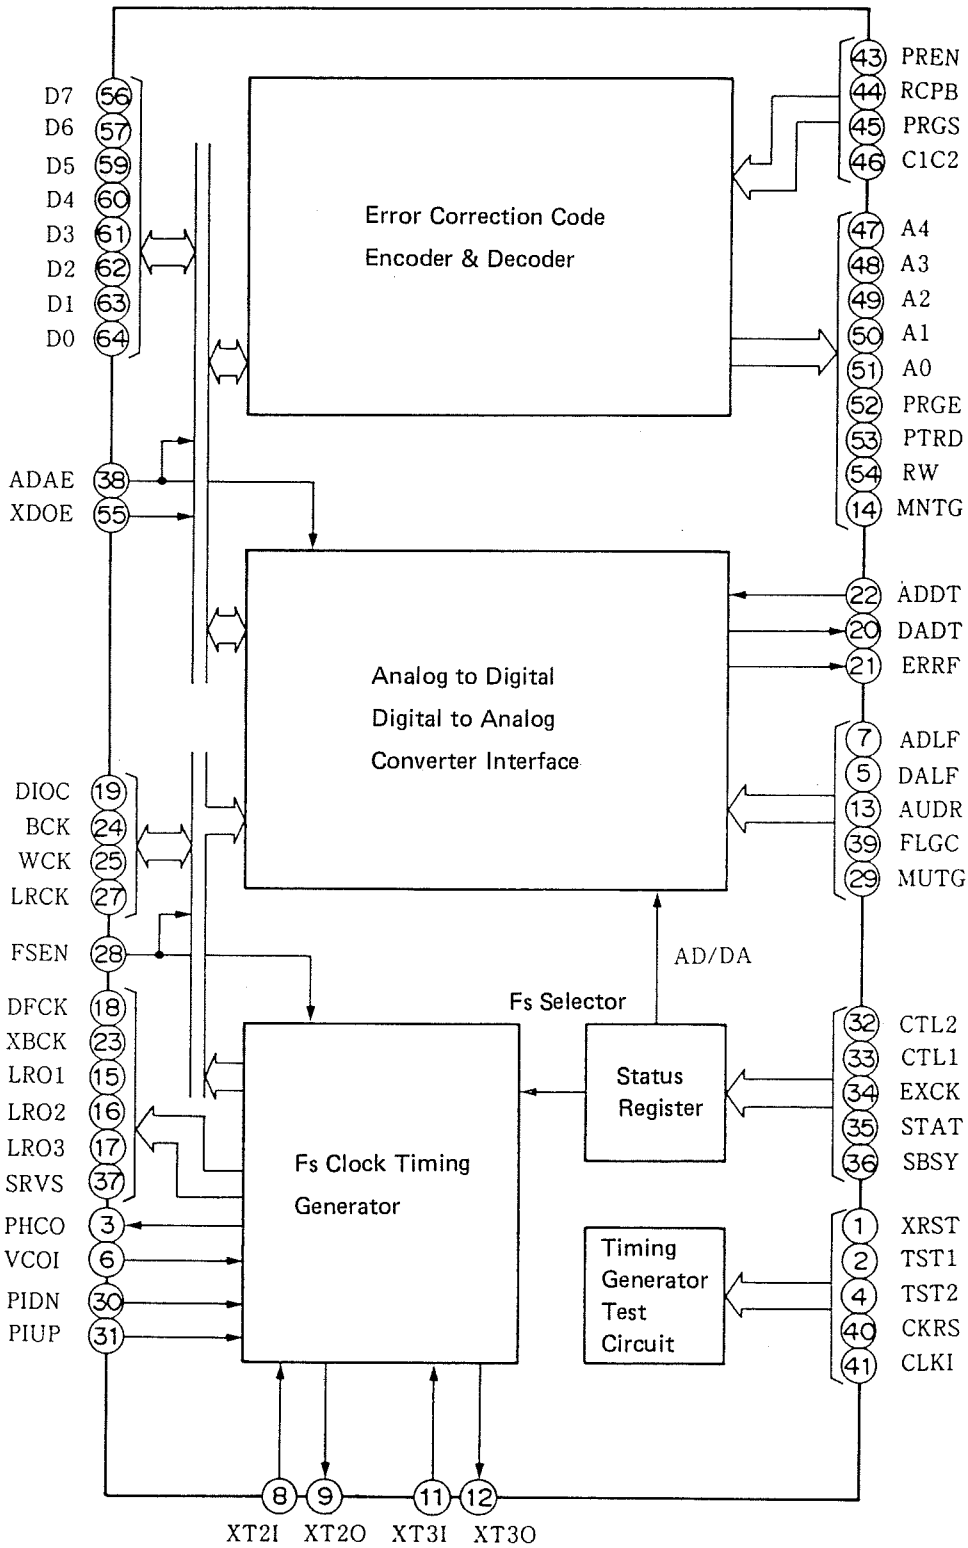 D7 56
D6 57
D5 59
D4 60
D3 61
D2 62
D1 63
D0 64
ADAE 38
XDOE 55
DIOC 19
BCK 24
WCK 25
LRCK 27
FSEN 28
DFCK 18
XBCK 23
LRO1 15
LRO2 16
LRO3 17
SRVS 37
PHCO 3
VCOI 6
PIDN 30
PIUP 31
Error Correction Code
Encoder & Decoder
Analog to Digital
Digital to Analog
Converter Interface
AD/DA
Fs Selector
Status
Register
Fs Clock Timing
Generator
Timing
Generator
Test
Circuit
43 PREN
44 RCPB
45 PRGS
46 C1C2
47 A4
48 A3
49 A2
50 A1
51 A0
52 PRGE
53 PTRD
54 RW
14 MNTG
22 ADDT
20 DADT
21 ERRF
7 ADLF
5 DALF
13 AUDR
39 FLGC
29 MUTG
32 CTL2
33 CTL1
34 EXCK
35 STAT
36 SBSY
1 XRST
2 TST1
4 TST2
40 CKRS
41 CLKI
8 9 11 12
XT2I XT2O XT3I XT3O